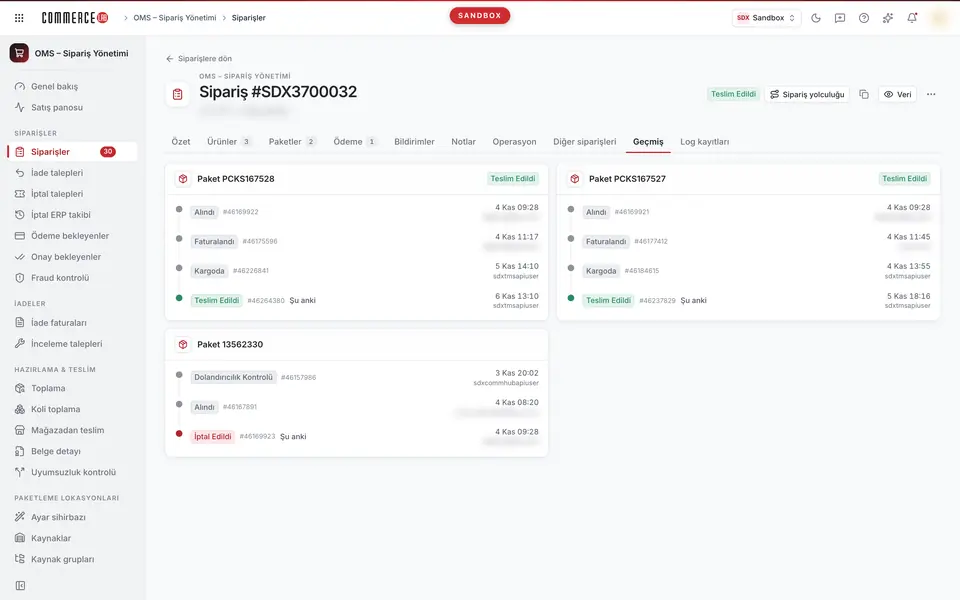 COMMERCE LAB
OMS – Sipariş Yönetimi
Siparişler
SANDBOX
SDX Sandbox
OMS – Sipariş Yönetimi
Genel bakış
Satış panosu
SİPARİŞLER
Siparişler 30
İade talepleri
İptal talepleri
İptal ERP takibi
Ödeme bekleyenler
Onay bekleyenler
Fraud kontrolü
İADELER
İade faturaları
İnceleme talepleri
HAZIRLAMA & TESLİM
Toplama
Koli toplama
Mağazadan teslim
Belge detayı
Uyumsuzluk kontrolü
PAKETLEME LOKASYONLARI
Ayar sihirbazı
Kaynaklar
Kaynak grupları
Siparişlere dön
OMS – SİPARİŞ YÖNETİMİ
Sipariş #SDX3700032
Teslim Edildi
Sipariş yolculuğu
Veri
Özet
Ürünler 3
Paketler 2
Ödeme 1
Bildirimler
Notlar
Operasyon
Diğer siparişleri
Geçmiş
Log kayıtları
Paket PCKS167528
Teslim Edildi
Alındı #46169922
4 Kas 09:28
Faturalandı #46175596
4 Kas 11:17
Kargoda #46226841
5 Kas 14:10
sdxtmsapiuser
Teslim Edildi #46264380 Şu anki
6 Kas 13:10
sdxtmsapiuser
Paket PCKS167527
Teslim Edildi
Alındı #46169921
4 Kas 09:28
Faturalandı #46177412
4 Kas 11:45
Kargoda #46184615
4 Kas 13:55
sdxtmsapiuser
Teslim Edildi #46237829 Şu anki
5 Kas 18:16
sdxtmsapiuser
Paket 13562330
Dolandırıcılık Kontrolü #46157986
3 Kas 20:02
sdxcommhubapiuser
Alındı #46167891
4 Kas 08:20
İptal Edildi #46169923 Şu anki
4 Kas 09:28